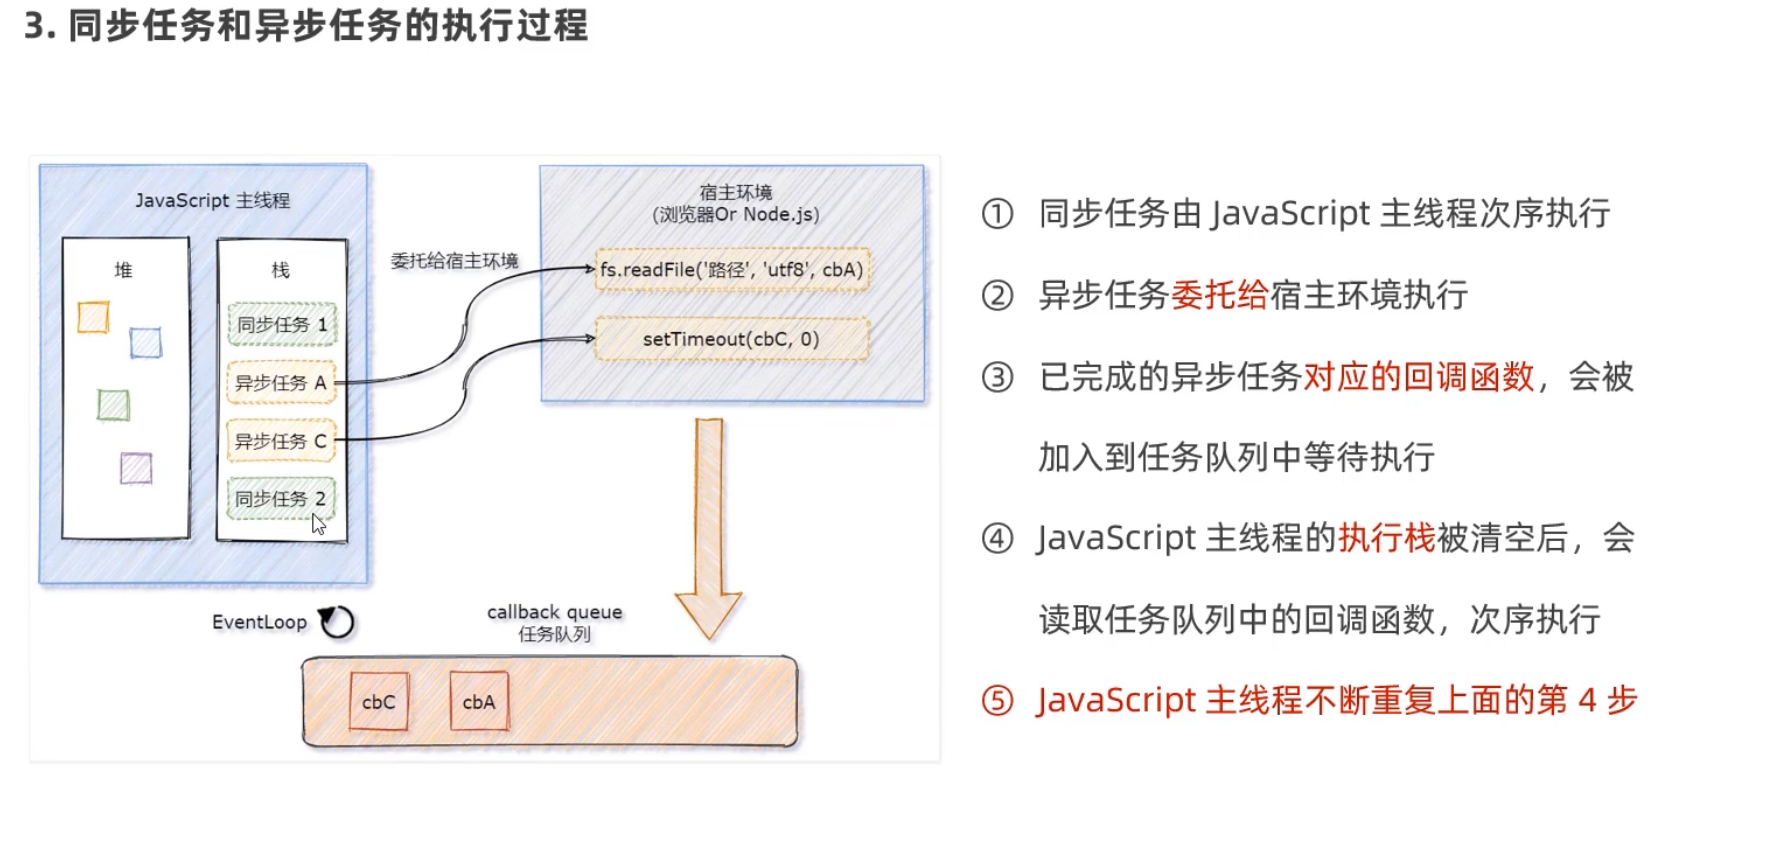 3. 同步任务和异步任务的执行过程
JavaScript 主线程
堆
栈
同步任务 1
异步任务 A
异步任务 C
同步任务 2
委托给宿主环境
宿主环境
(浏览器Or Node.js)
fs.readFile('路径', 'utf8', cbA)
setTimeout(cbC, 0)
EventLoop
callback queue
任务队列
cbC
cbA
① 同步任务由 JavaScript 主线程次序执行
② 异步任务委托给宿主环境执行
③ 已完成的异步任务对应的回调函数，会被
加入到任务队列中等待执行
④ JavaScript 主线程的执行栈被清空后，会
读取任务队列中的回调函数，次序执行
⑤ JavaScript 主线程不断重复上面的第 4 步